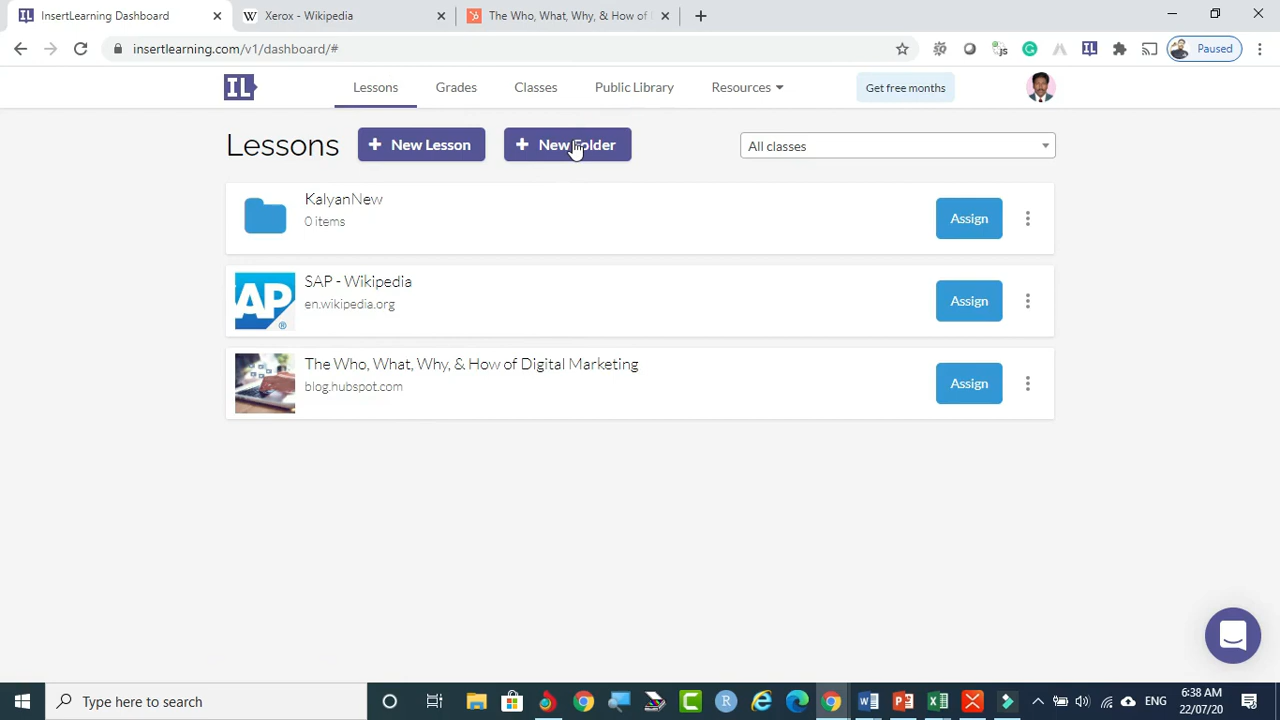 InsertLearning Dashboard
Xerox - Wikipedia
The Who, What, Why, & How of
insertlearning.com/v1/dashboard/#
Paused
IL
Lessons
Grades
Classes
Public Library
Resources
Get free months
Lessons
+ New Lesson
+ New Folder
All classes
KalyanNew
0 items
Assign
SAP - Wikipedia
en.wikipedia.org
Assign
The Who, What, Why, & How of Digital Marketing
blog.hubspot.com
Assign
Type here to search
ENG
6:38 AM
22/07/20